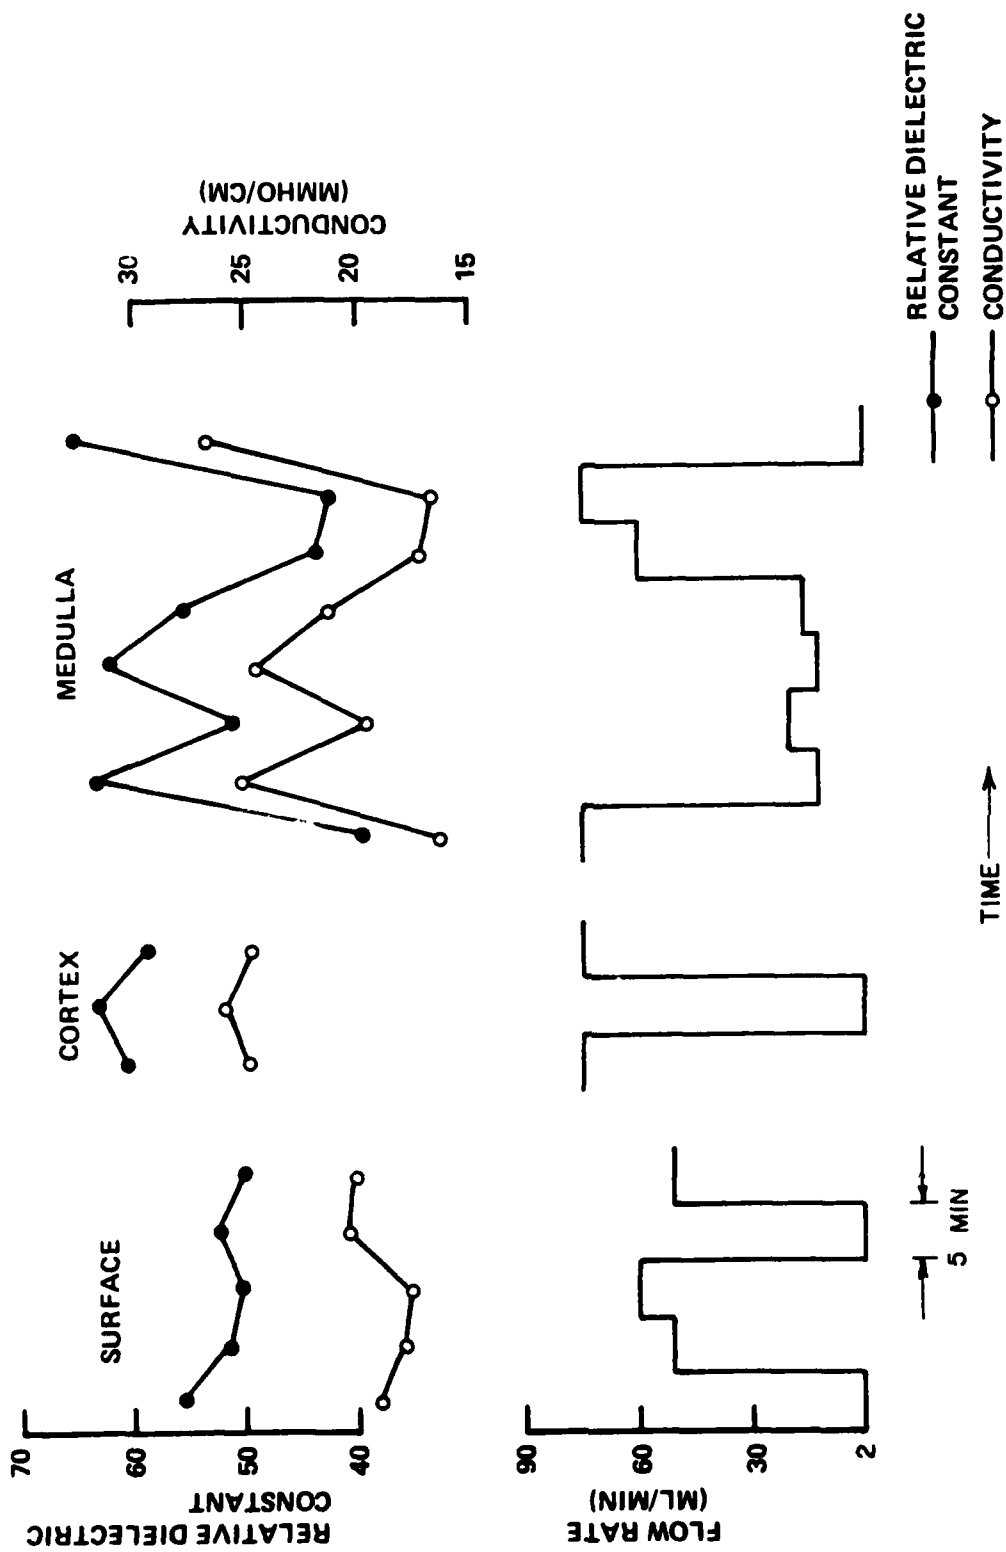 SURFACE
CORTEX
MEDULLA
RELATIVE DIELECTRIC
CONSTANT
70
60
50
40
CONDUCTIVITY
(MMHO/CM)
30
25
20
15
FLOW RATE
(ML/MIN)
90
60
30
2
5 MIN
TIME
RELATIVE DIELECTRIC
CONSTANT
CONDUCTIVITY